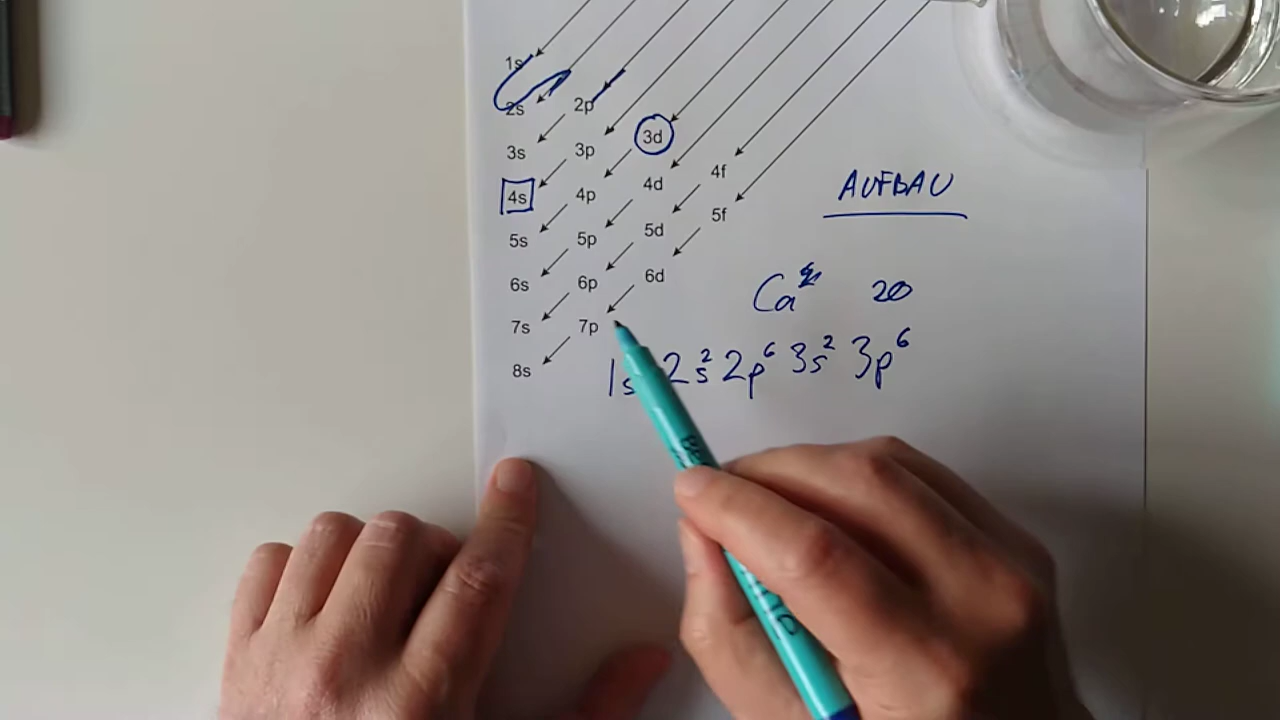 1s
2s 2p
3s 3p 3d
4s 4p 4d 4f
5s 5p 5d 5f
6s 6p 6d
7s 7p
8s
AUFBAU
Ca 20
1s 2s² 2p⁶ 3s² 3p⁶